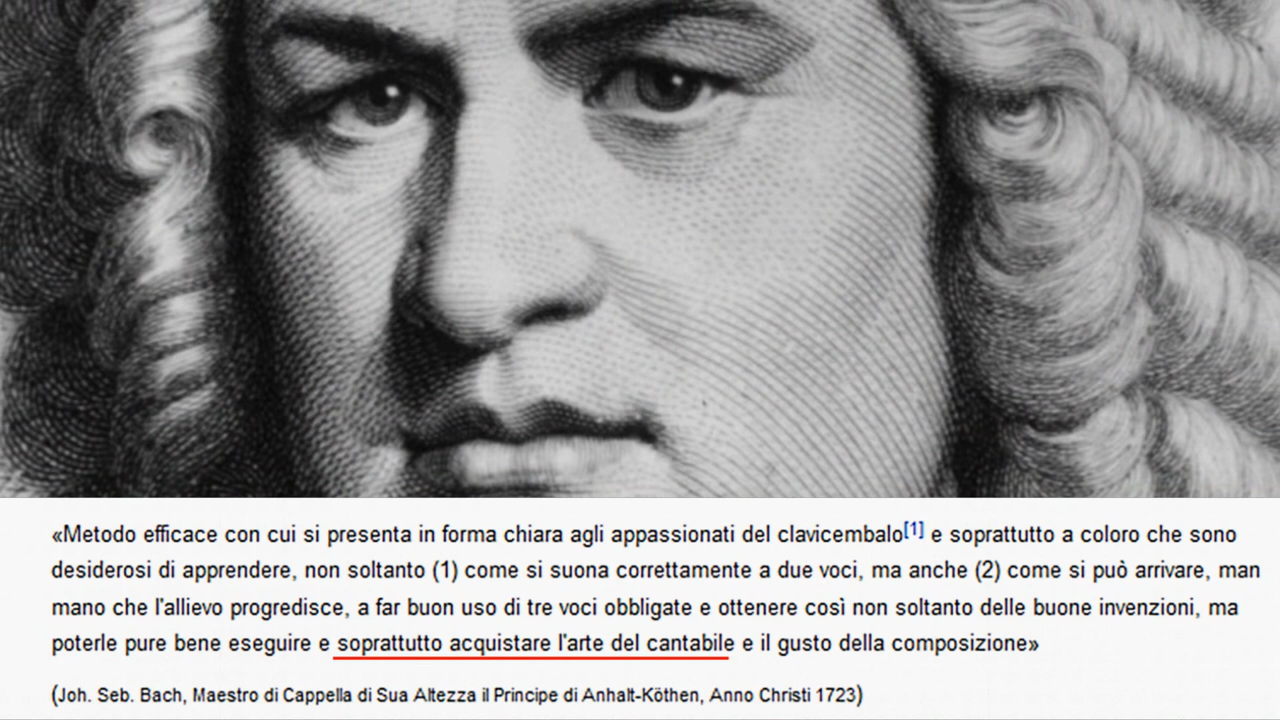 «Metodo efficace con cui si presenta in forma chiara agli appassionati del clavicembalo[1] e soprattutto a coloro che sono
desiderosi di apprendere, non soltanto (1) come si suona correttamente a due voci, ma anche (2) come si può arrivare, man
mano che l'allievo progredisce, a far buon uso di tre voci obbligate e ottenere così non soltanto delle buone invenzioni, ma
poterle pure bene eseguire e soprattutto acquistare l'arte del cantabile e il gusto della composizione»
(Joh. Seb. Bach, Maestro di Cappella di Sua Altezza il Principe di Anhalt-Köthen, Anno Christi 1723)